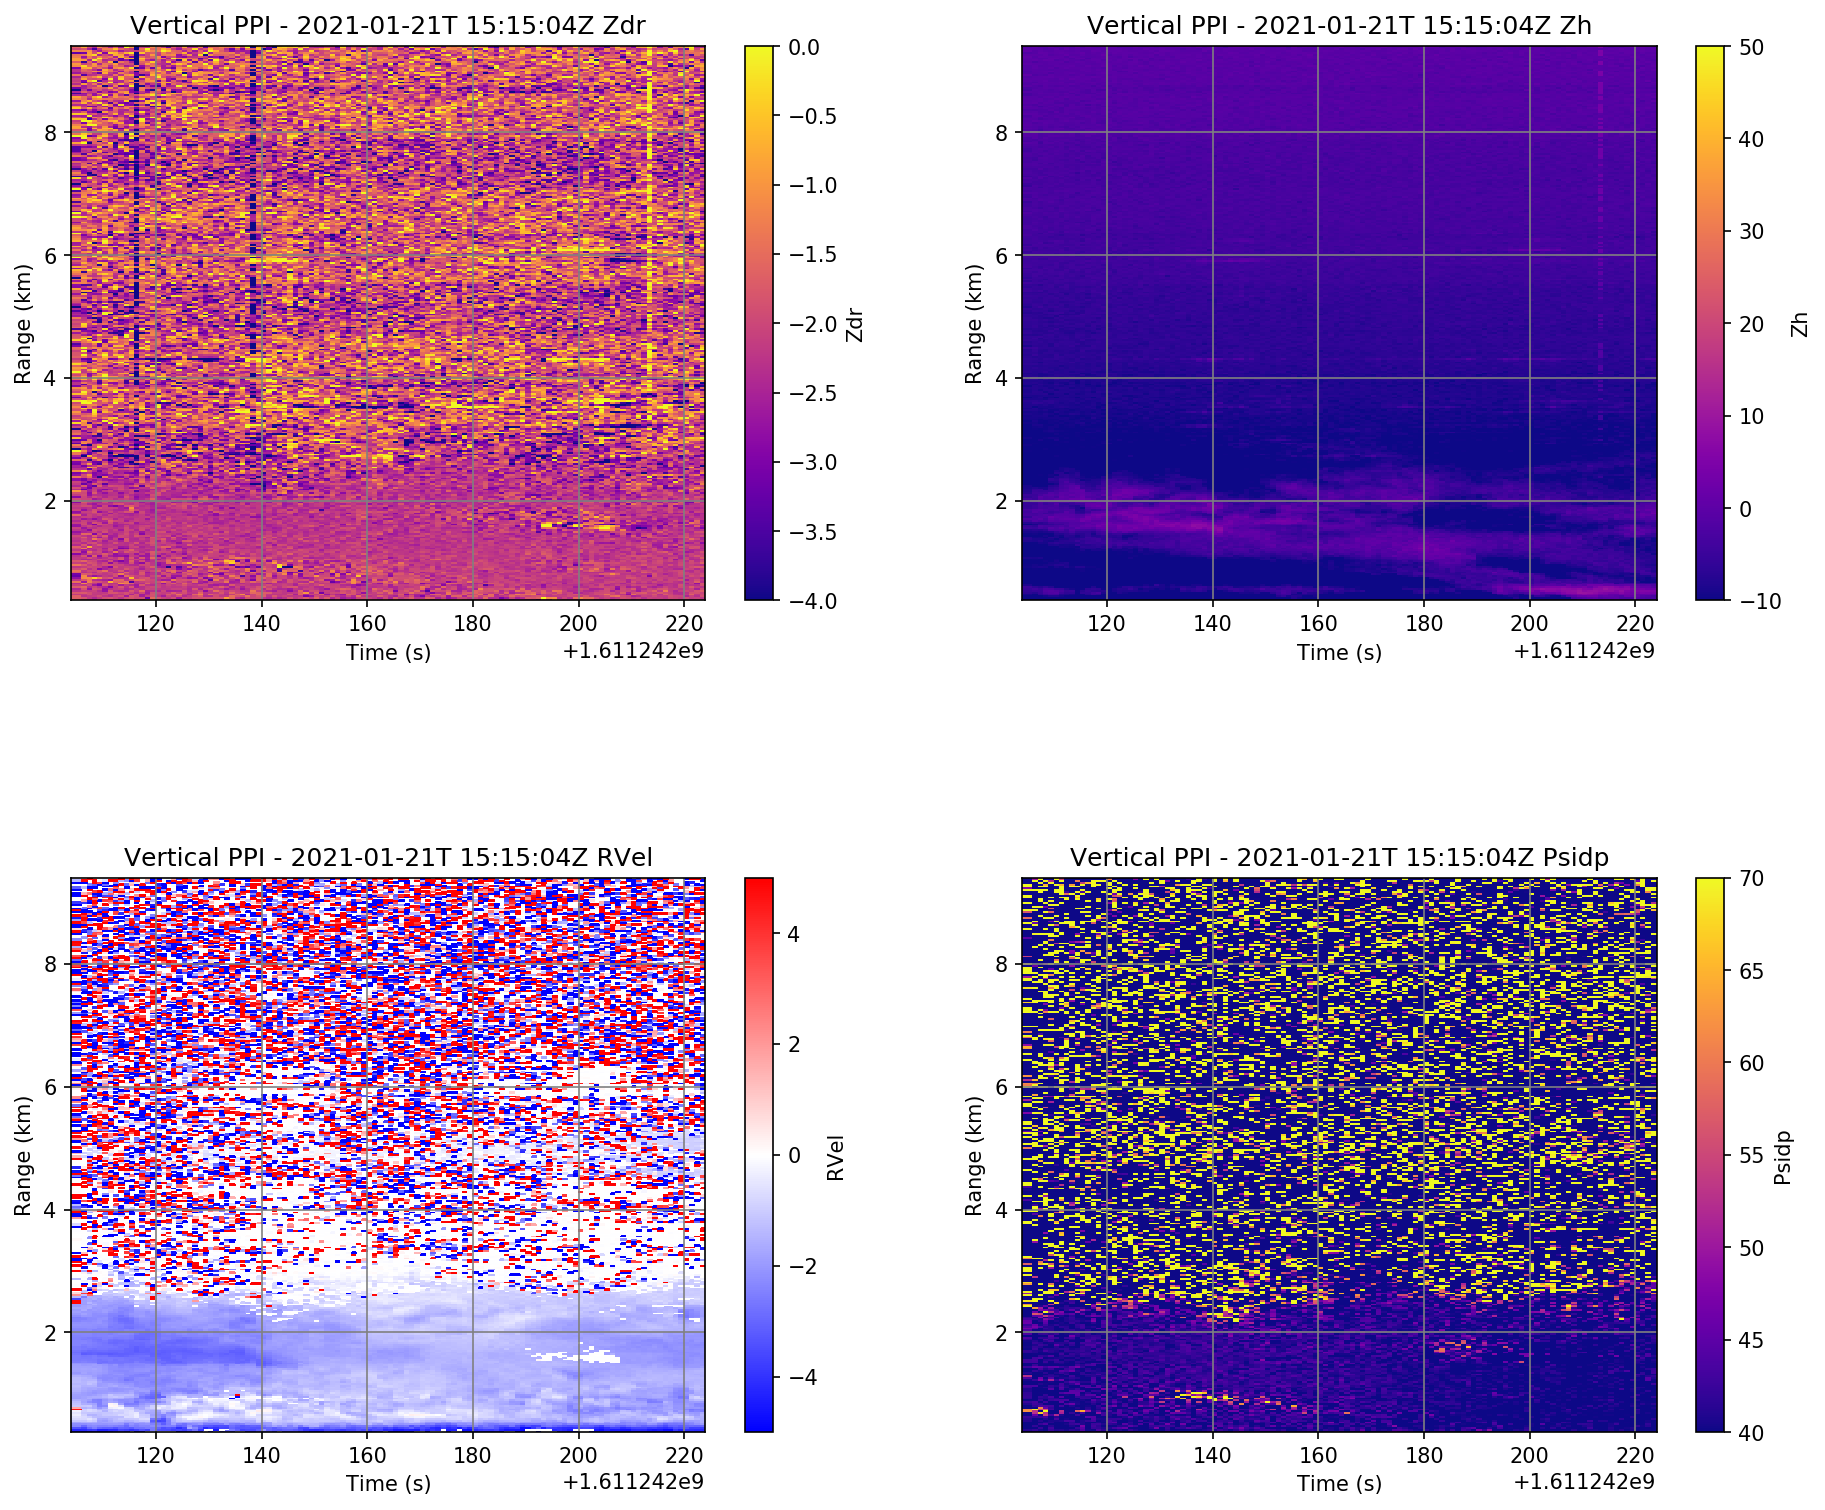 Vertical PPI - 2021-01-21T 15:15:04Z Zdr
0.0
−0.5
−1.0
−1.5
−2.0
−2.5
−3.0
−3.5
−4.0
Zdr
8
6
4
2
Range (km)
120 140 160 180 200 220
Time (s)
+1.611242e9
Vertical PPI - 2021-01-21T 15:15:04Z Zh
50
40
30
20
10
0
−10
Zh
8
6
4
2
Range (km)
120 140 160 180 200 220
Time (s)
+1.611242e9
Vertical PPI - 2021-01-21T 15:15:04Z RVel
4
2
0
−2
−4
RVel
8
6
4
2
Range (km)
120 140 160 180 200 220
Time (s)
+1.611242e9
Vertical PPI - 2021-01-21T 15:15:04Z Psidp
70
65
60
55
50
45
40
Psidp
8
6
4
2
Range (km)
120 140 160 180 200 220
Time (s)
+1.611242e9